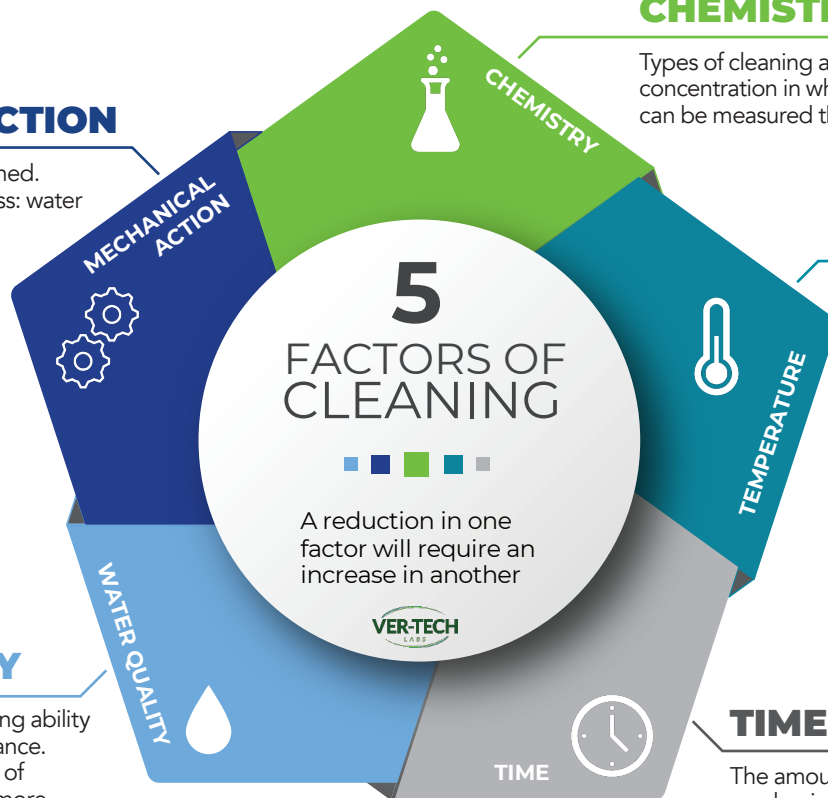 CHEMIST
Types of cleaning a
concentration in wh
can be measured th
CTION
ned.
ss: water
CHEMISTRY
MECHANICAL
ACTION
TEMPERATURE
5
FACTORS OF
CLEANING
A reduction in one
factor will require an
increase in another
VER-TECH
LABS
WATER QUALITY
Y
ng ability
ance.
of
more
TIME
TIME
The amou